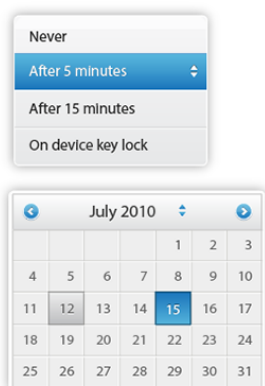 Never
After 5 minutes
After 15 minutes
On device key lock
July 2010
1 2 3
4 5 6 7 8 9 10
11 12 13 14 15 16 17
18 19 20 21 22 23 24
25 26 27 28 29 30 31